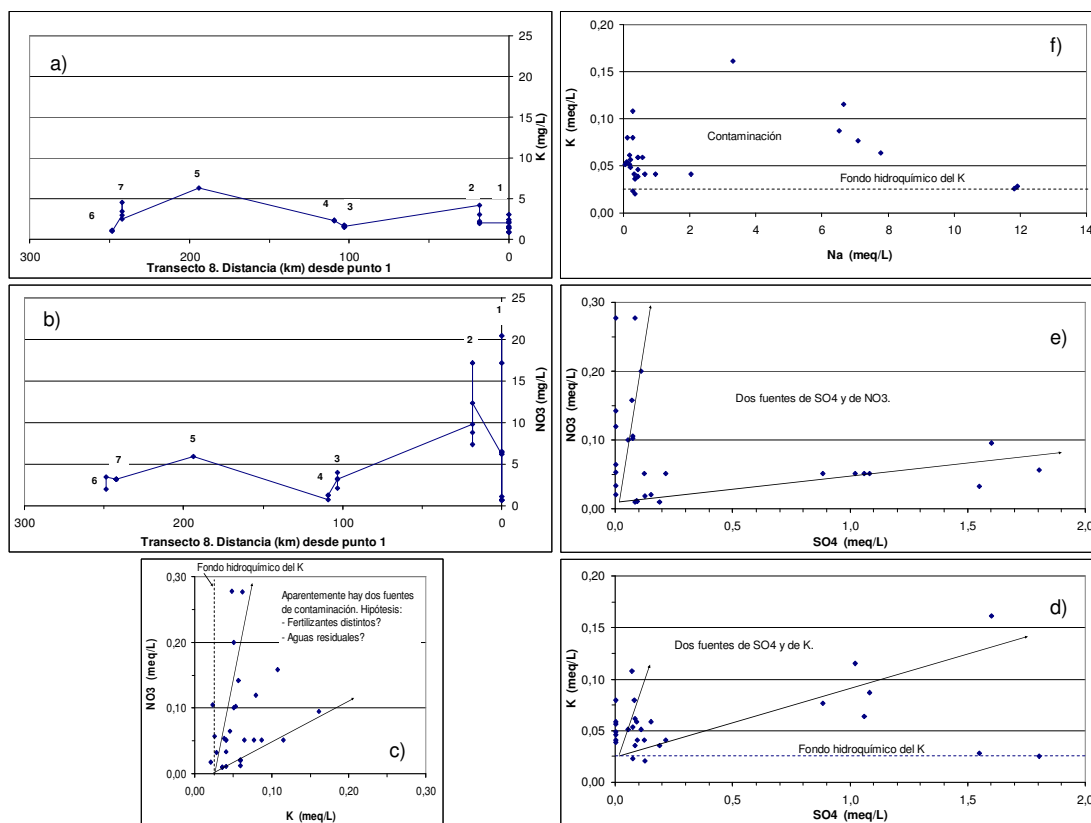 a)
25
20
15
10
5
0
K (mg/L)
7
5
2
1
6
4
3
300
200
100
0
Transecto 8. Distancia (km) desde punto 1
b)
25
20
15
10
5
0
NO3 (mg/L)
1
2
5
3
7
4
6
300
200
100
0
Transecto 8. Distancia (km) desde punto 1
Fondo hidroquímico del K
0,30
0,20
0,10
0,00
NO3 (meq/L)
Aparentemente hay dos fuentes
de contaminación. Hipótesis:
- Fertilizantes distintos?
- Aguas residuales?
c)
0,00
0,10
0,20
0,30
K (meq/L)
0,20
0,15
0,10
0,05
0,00
K (meq/L)
f)
Contaminación
Fondo hidroquímico del K
0
2
4
6
8
10
12
14
Na (meq/L)
0,30
0,20
0,10
0,00
NO3 (meq/L)
e)
Dos fuentes de SO4 y de NO3.
0,0
0,5
1,0
1,5
2,0
SO4 (meq/L)
0,20
0,15
0,10
0,05
0,00
K (meq/L)
d)
Dos fuentes de SO4 y de K.
Fondo hidroquímico del K
0,0
0,5
1,0
1,5
2,0
SO4 (meq/L)